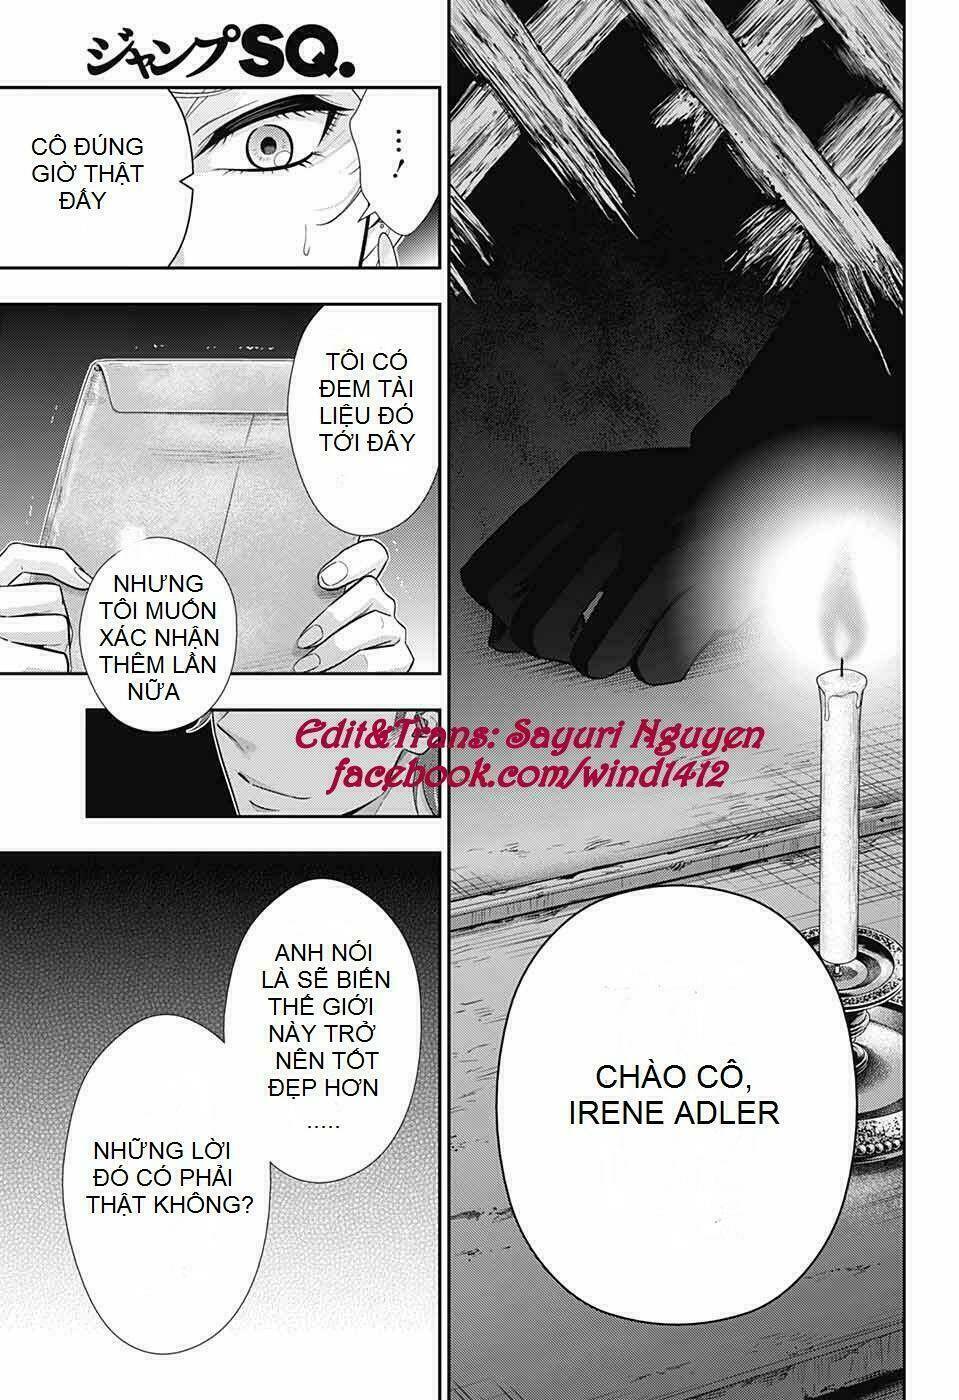 ジャンプSQ.
CHÀO CÔ,
IRENE ADLER
...!
CÔ ĐÚNG
GIỜ THẬT
ĐẤY
TÔI CÓ
ĐEM TÀI
LIỆU ĐÓ
TỚI ĐÂY
NHƯNG
TÔI MUỐN
XÁC NHẬN
THÊM LẦN
NỮA
Edit&Trans: Sayuri Nguyen
facebook.com/wind1412
ANH NÓI
LÀ SẼ BIẾN
THẾ GIỚI
NÀY TRỞ
NÊN TỐT
ĐẸP HƠN
.....
NHỮNG LỜI
ĐÓ CÓ PHẢI
THẬT KHÔNG?